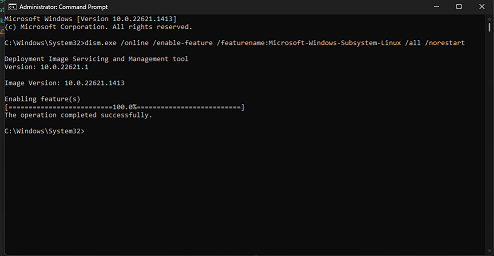 Administrator: Command Prompt
Microsoft Windows [Version 10.0.22621.1413]
(c) Microsoft Corporation. All rights reserved.
C:\Windows\System32>dism.exe /online /enable-feature /featurename:Microsoft-Windows-Subsystem-Linux /all /norestart
Deployment Image Servicing and Management tool
Version: 10.0.22621.1
Image Version: 10.0.22621.1413
Enabling feature(s)
[==========================100.0%==========================]
The operation completed successfully.
C:\Windows\System32>